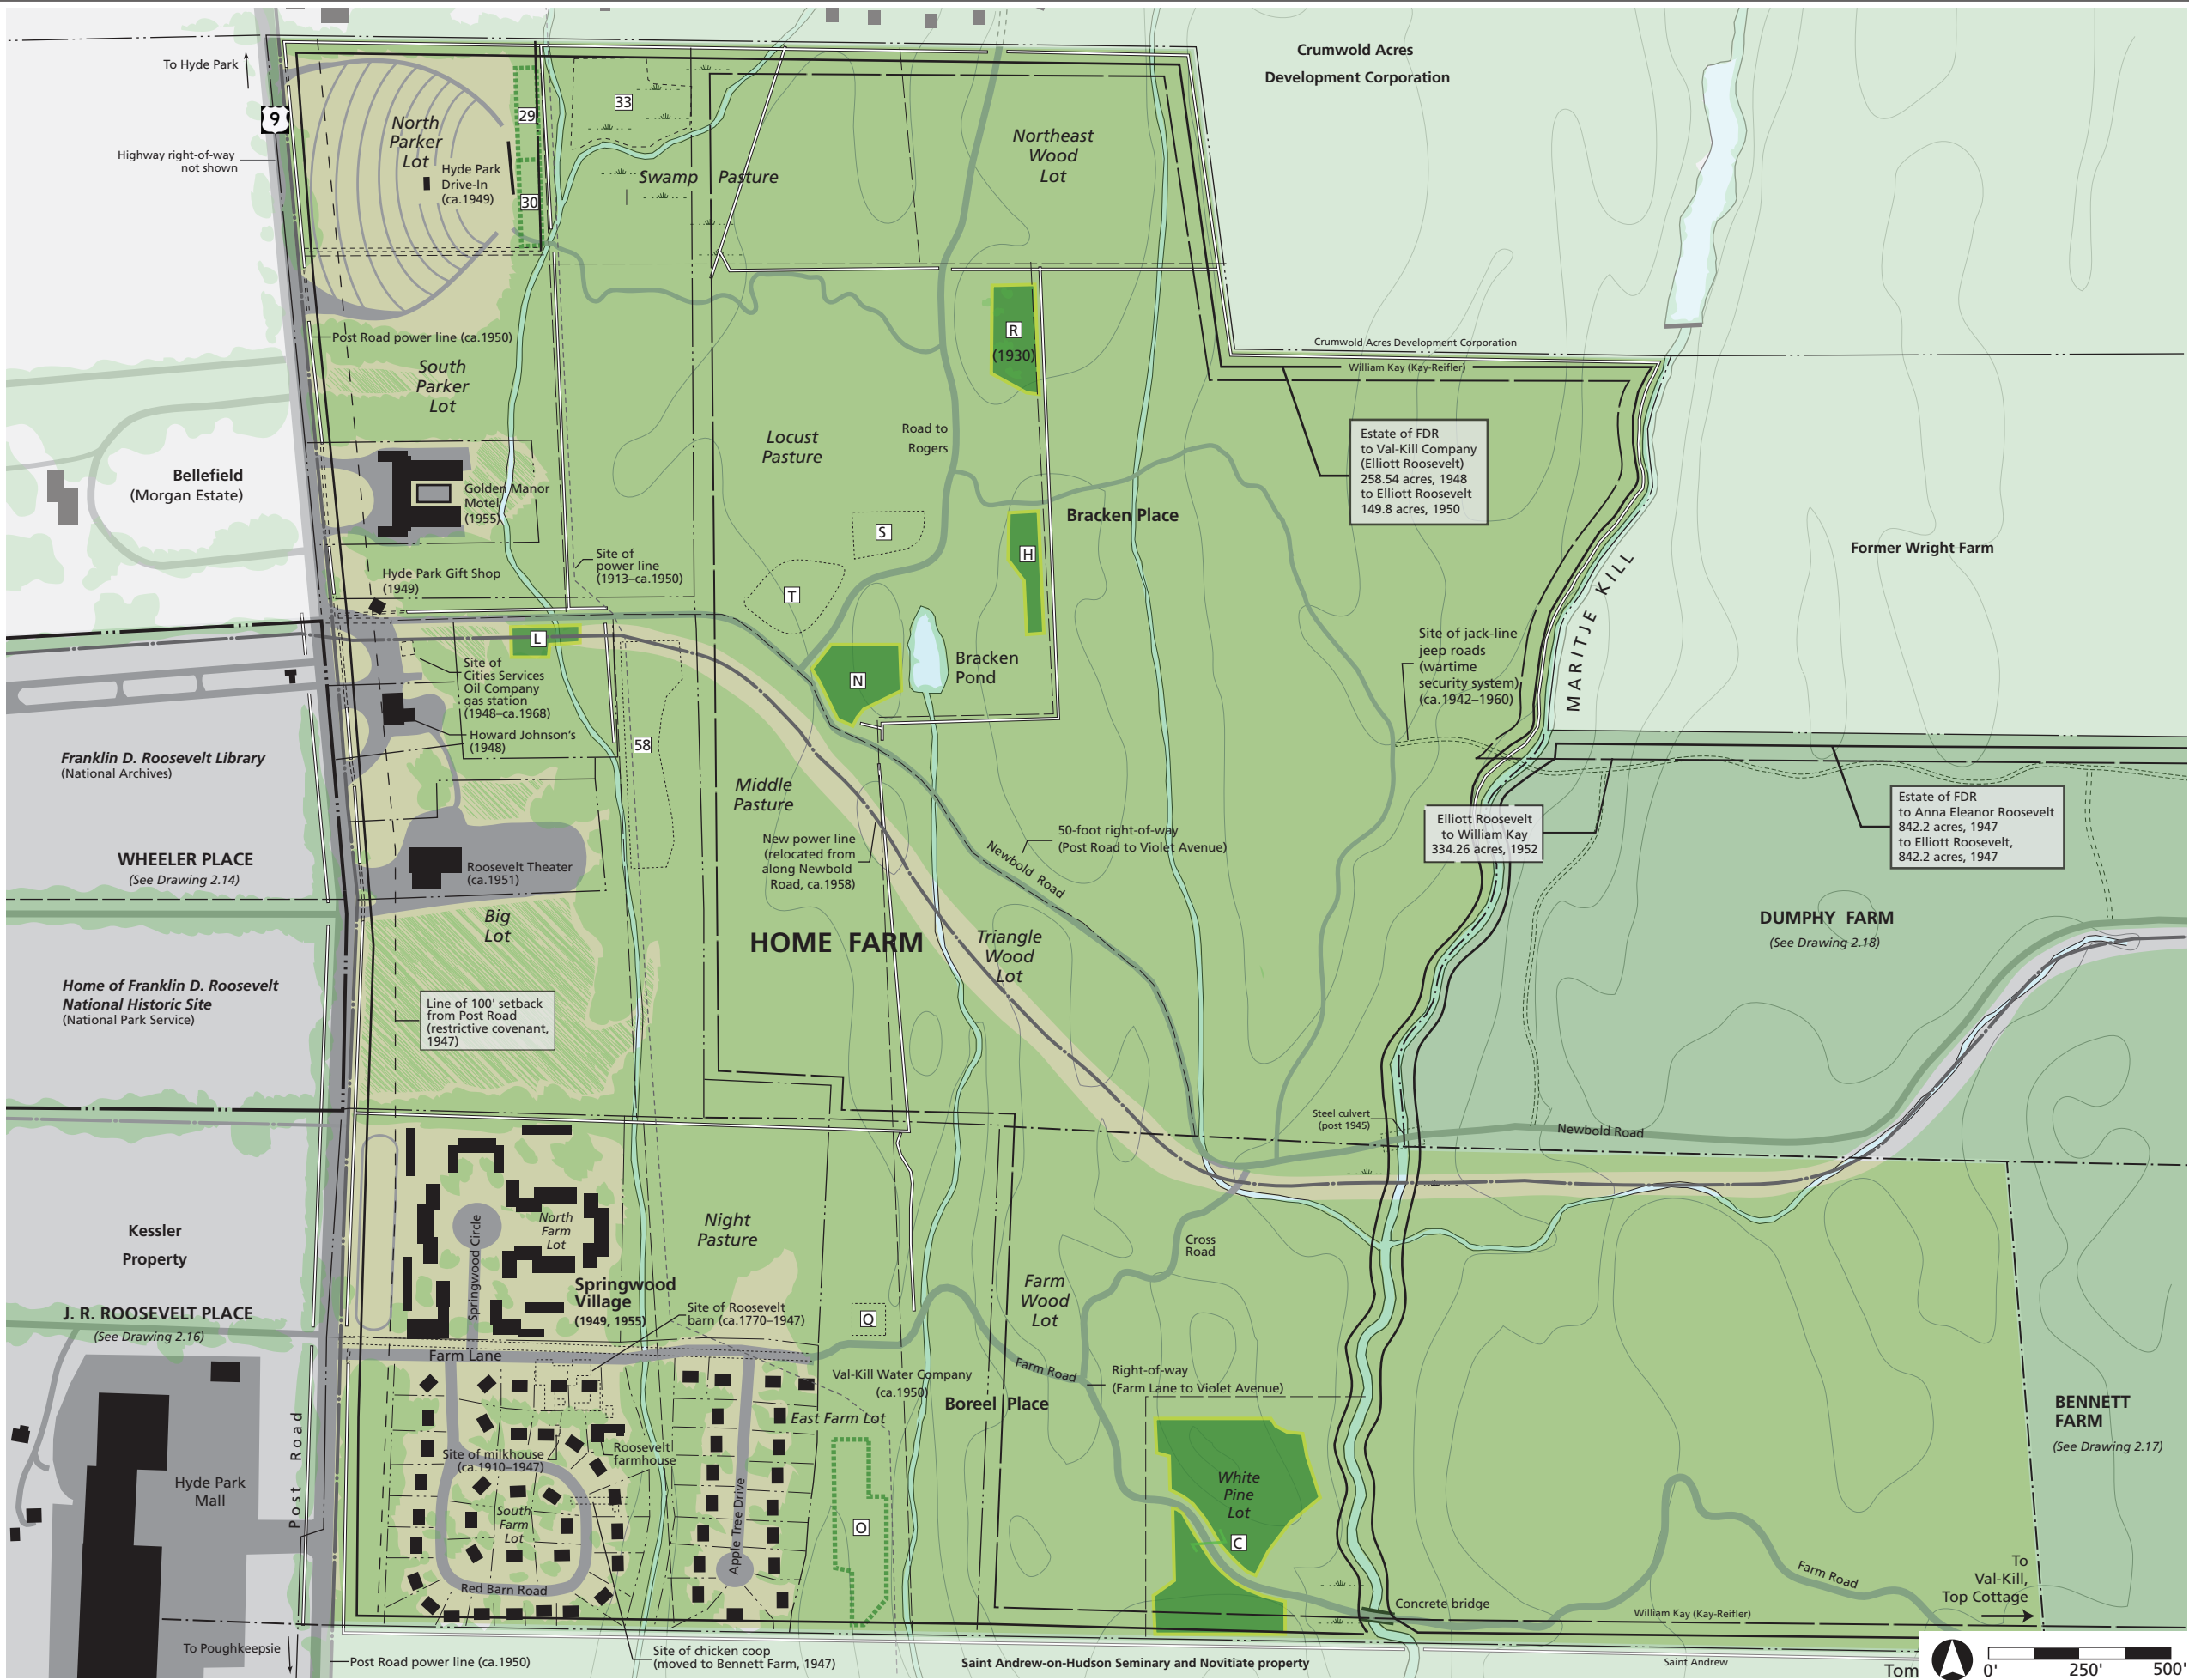 Crumwold Acres
Development Corporation
To Hyde Park
9
Highway right-of-way
not shown
North
Parker
Lot
Hyde Park
Drive-In
(ca.1949)
29
30
33
Swamp Pasture
Northeast
Wood
Lot
Post Road power line (ca.1950)
South
Parker
Lot
R
(1930)
Crumwold Acres Development Corporation
William Kay (Kay-Reifler)
Estate of FDR
to Val-Kill Company
(Elliott Roosevelt)
258.54 acres, 1948
to Elliott Roosevelt
149.8 acres, 1950
Locust
Pasture
Road to
Rogers
Bellefield
(Morgan Estate)
Golden Manor
Motel
(1955)
Bracken Place
S
H
T
Former Wright Farm
Site of
power line
(1913–ca.1950)
Hyde Park Gift Shop
(1949)
L
N
Bracken
Pond
MARITJE KILL
Site of jack-line
jeep roads
(wartime
security system)
(ca.1942–1960)
Site of
Cities Services
Oil Company
gas station
(1948–ca.1968)
Howard Johnson's
(1948)
58
Franklin D. Roosevelt Library
(National Archives)
Middle
Pasture
New power line
(relocated from
along Newbold
Road, ca.1958)
50-foot right-of-way
(Post Road to Violet Avenue)
Newbold Road
Elliott Roosevelt
to William Kay
334.26 acres, 1952
Estate of FDR
to Anna Eleanor Roosevelt
842.2 acres, 1947
to Elliott Roosevelt,
842.2 acres, 1947
WHEELER PLACE
(See Drawing 2.14)
Roosevelt Theater
(ca.1951)
Big
Lot
HOME FARM
Triangle
Wood
Lot
DUMPHY FARM
(See Drawing 2.18)
Home of Franklin D. Roosevelt
National Historic Site
(National Park Service)
Line of 100' setback
from Post Road
(restrictive covenant,
1947)
Steel culvert
(post 1945)
Newbold Road
Kessler
Property
Springwood Circle
North
Farm
Lot
Night
Pasture
Cross
Road
Springwood
Village
(1949, 1955)
Site of Roosevelt
barn (ca.1770–1947)
Farm
Wood
Lot
J. R. ROOSEVELT PLACE
(See Drawing 2.16)
Q
Farm Lane
Val-Kill Water Company
(ca.1950)
Farm Road
Right-of-way
(Farm Lane to Violet Avenue)
Boreel Place
East Farm Lot
BENNETT
FARM
(See Drawing 2.17)
Site of milkhouse
(ca.1910–1947)
Roosevelt
farmhouse
Hyde Park
Mall
Post Road
South
Farm
Lot
Apple Tree Drive
O
White
Pine
Lot
C
Red Barn Road
Farm Road
To
Val-Kill,
Top Cottage
Concrete bridge
William Kay (Kay-Reifler)
To Poughkeepsie
Post Road power line (ca.1950)
Site of chicken coop
(moved to Bennett Farm, 1947)
Saint Andrew-on-Hudson Seminary and Novitiate property
Saint Andrew
Tom
0' 250' 500'